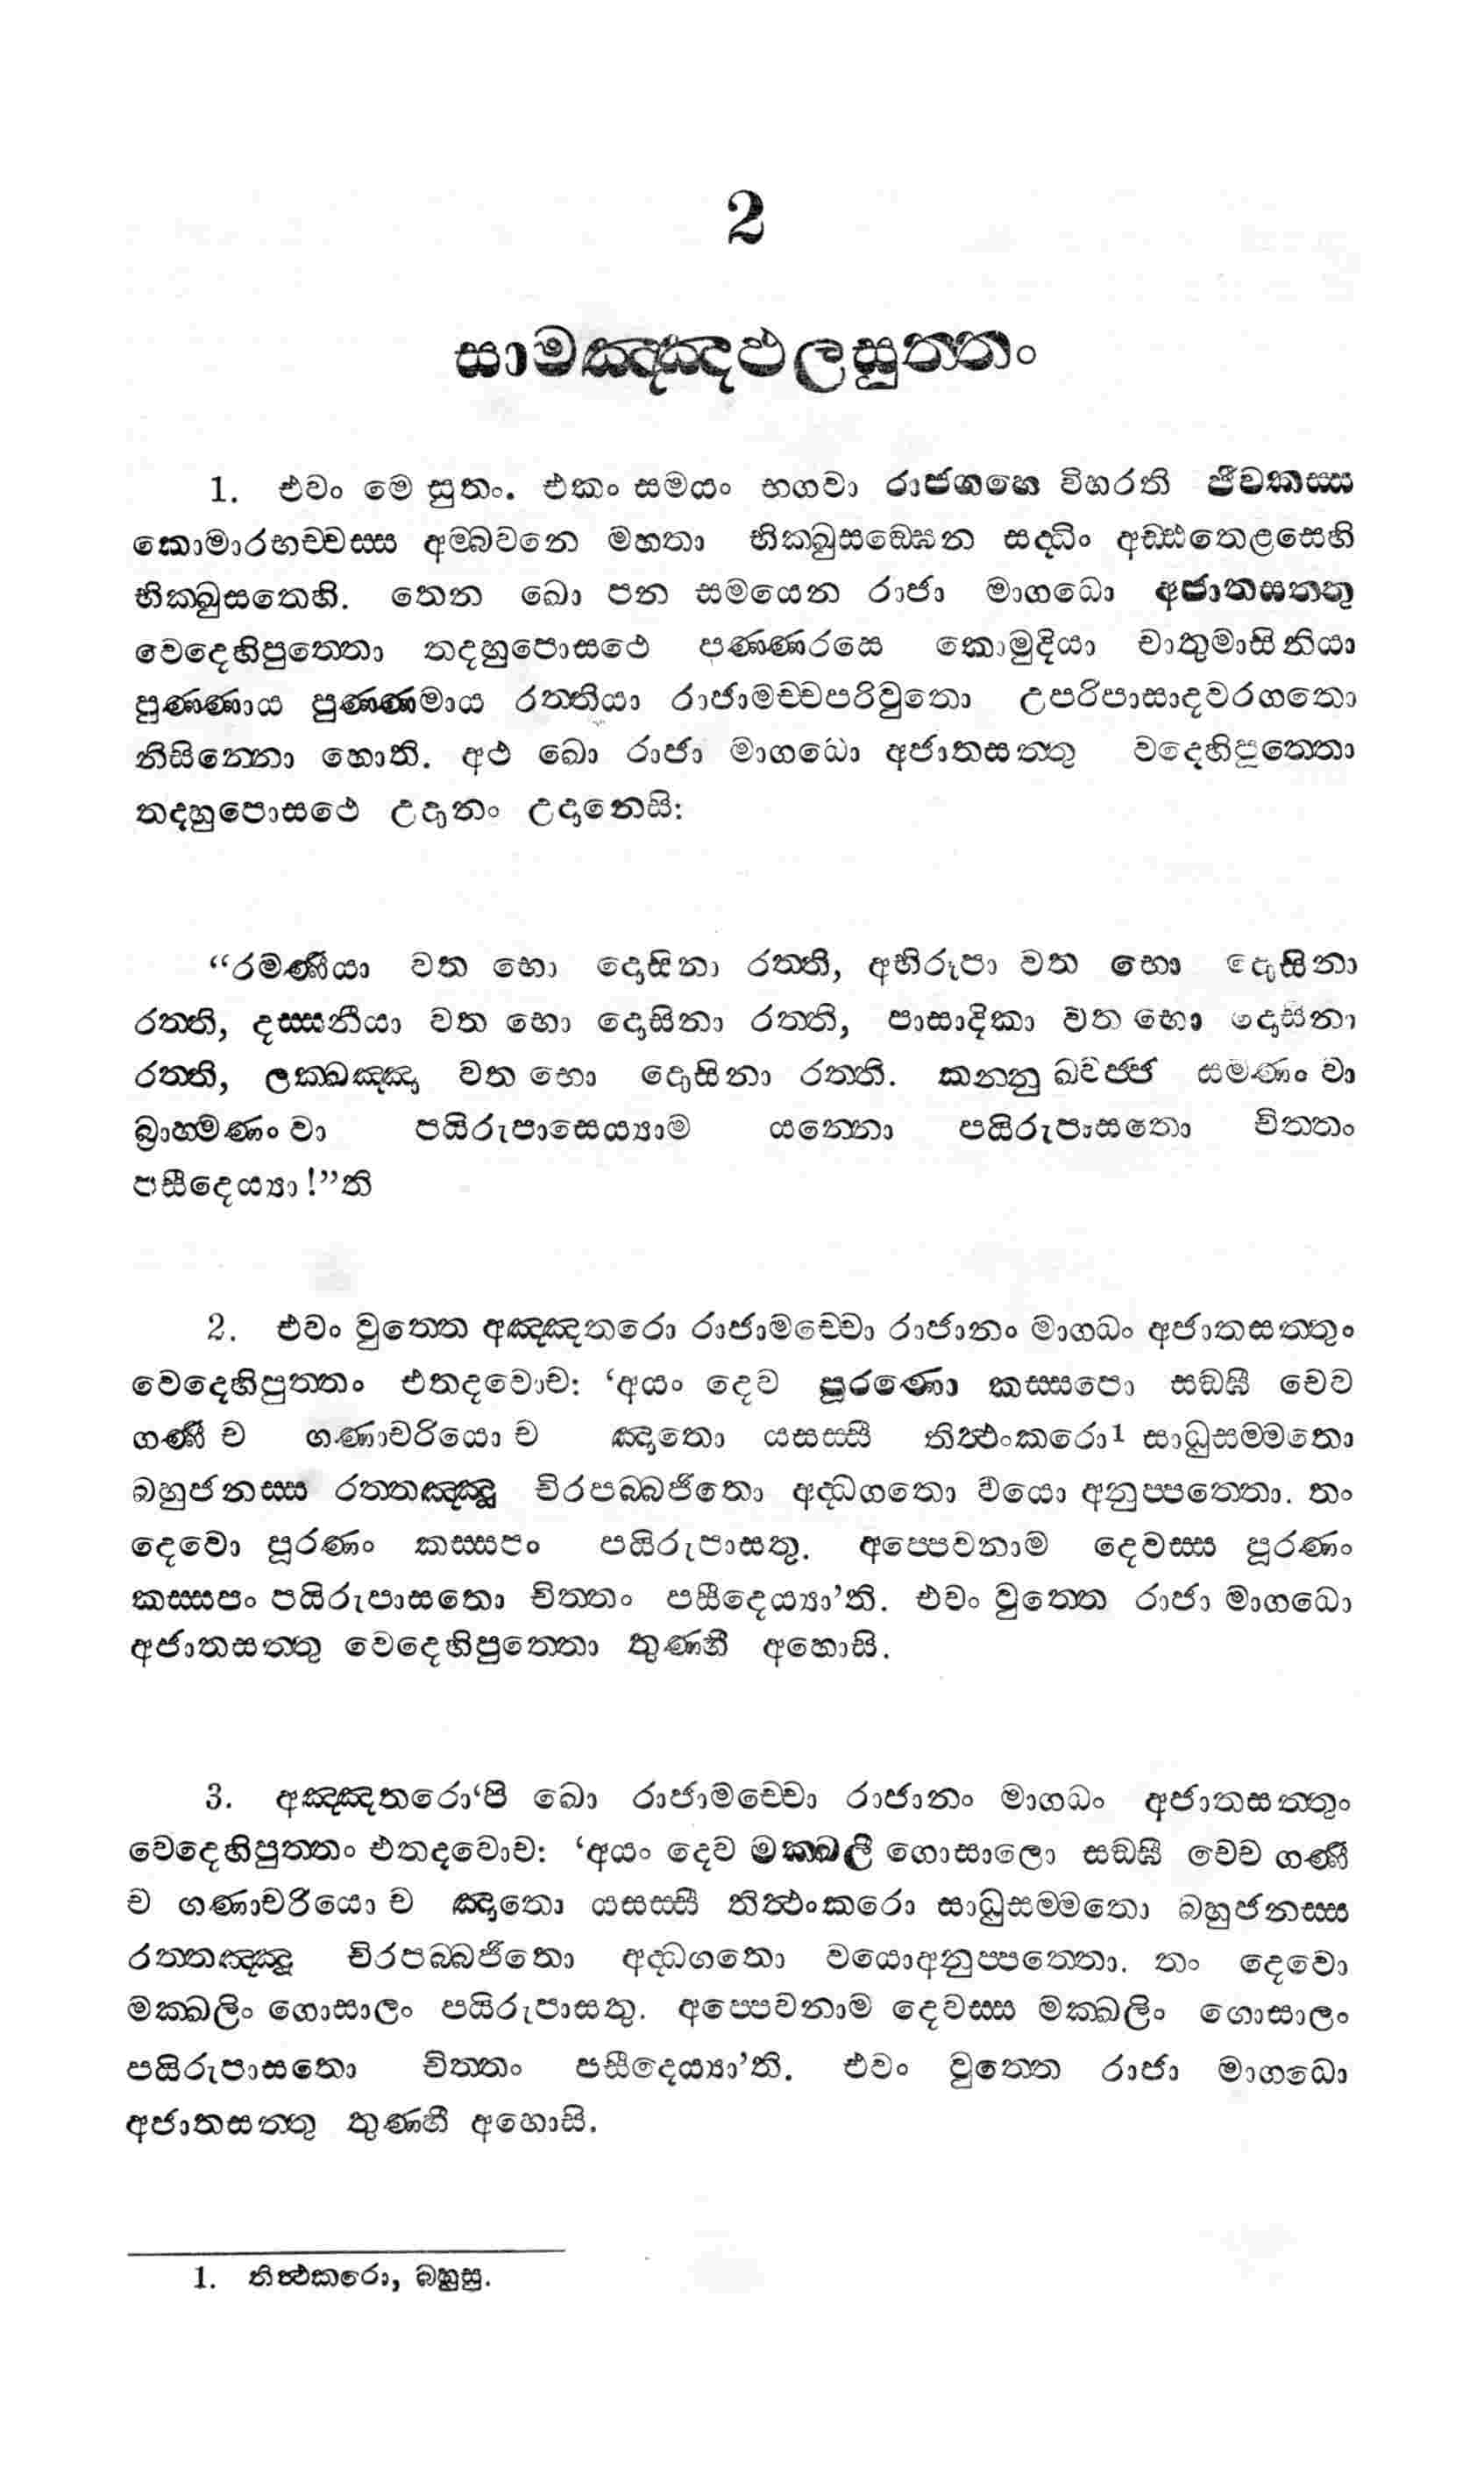 2
සාමඤ්ඤඵලසුත්තං
1. එවං මෙ සුතං. එකං සමයං භගවා රාජගහෙ විහරති ජීවකස්ස
කොමාරභච්චස්ස අම්බවනෙ මහතා භික්ඛුසඞ්ඝෙන සද්ධිං අඩ්ඪතෙළසෙහි
භික්ඛුසතෙහි. තෙන ඛො පන සමයෙන රාජා මාගධො අජාතසත්තු
වෙදෙහිපුත්තො තදහුපොසථෙ පණ්ණරසෙ කොමුදියා චාතුමාසිනියා
පුණ්ණාය පුණ්ණමාය රත්තියා රාජාමච්චපරිවුතො උපරිපාසාදවරගතො
නිසින්නො හොති. අථ ඛො රාජා මාගධො අජාතසත්තු වදෙහිපුත්තො
තදහුපොසථෙ උදානං උදානෙසි:
“රමණීයා වත භො දොසිනා රත්ති, අභිරූපා වත භො දොසිනා
රත්ති, දස්සනීයා වත භො දොසිනා රත්ති, පාසාදිකා වත භො දොසිනා
රත්ති, ලක්ඛඤ්ඤා වත භො දොසිනා රත්ති. කන්නු ඛ්වජ්ජ සමණං වා
බ්‍රාහ්මණං වා පයිරුපාසෙය්‍යාම යන්නො පයිරුපාසතො චිත්තං
පසීදෙය්‍යා!”ති
2. එවං වුත්තෙ අඤ්ඤතරො රාජාමච්චො රාජානං මාගධං අජාතසත්තුං
වෙදෙහිපුත්තං එතදවොච: ‘අයං දෙව පූරණො කස්සපො සඞ්ඝී චෙව
ගණී ච ගණාචරියො ච ඤාතො යසස්සී තිත්ථංකරො1 සාධුසම්මතො
බහුජනස්ස රත්තඤ්ඤූ චිරපබ්බජිතො අද්ධගතො වයො අනුප්පත්තො. තං
දෙවො පූරණං කස්සපං පයිරුපාසතු. අප්පෙවනාම දෙවස්ස පූරණං
කස්සපං පයිරුපාසතො චිත්තං පසීදෙය්‍යා’ති. එවං වුත්තෙ රාජා මාගධො
අජාතසත්තු වෙදෙහිපුත්තො තුණ්හී අහොසි.
3. අඤ්ඤතරො‘පි ඛො රාජාමච්චො රාජානං මාගධං අජාතසත්තුං
වෙදෙහිපුත්තං එතදවොච: ‘අයං දෙව මක්ඛලී ගොසාලො සඞ්ඝී චෙව ගණී
ච ගණාචරියො ච ඤාතො යසස්සී තිත්ථංකරො සාධුසම්මතො බහුජනස්ස
රත්තඤ්ඤූ චිරපබ්බජිතො අද්ධගතො වයොඅනුප්පත්තො. තං දෙවො
මක්ඛලිං ගොසාලං පයිරුපාසතු. අප්පෙවනාම දෙවස්ස මක්ඛලිං ගොසාලං
පයිරුපාසතො චිත්තං පසීදෙය්‍යා’ති. එවං වුත්තෙ රාජා මාගධො
අජාතසත්තු තුණ්හී අහොසි.
1. තිත්ථකරො, බහුසු.